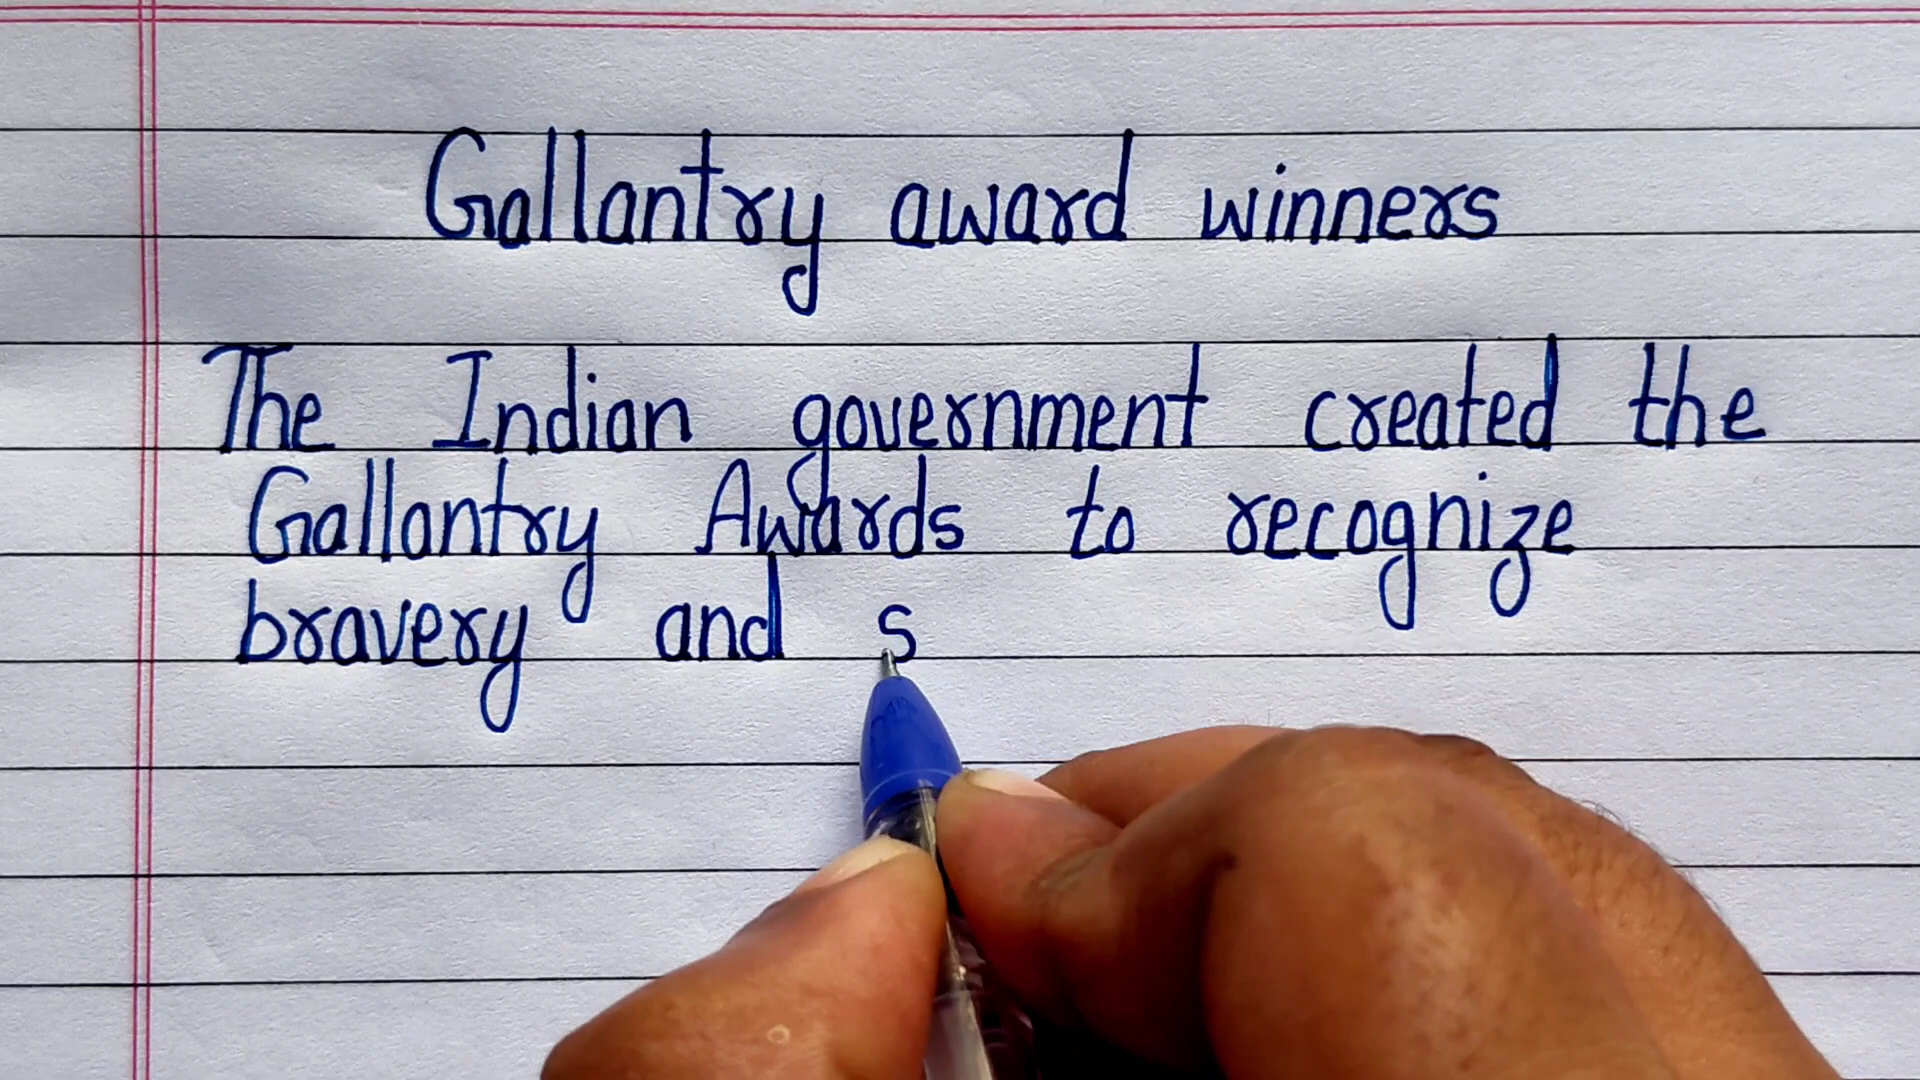 Gallantry award winners
The Indian government created the
Gallantry Awards to recognize
bravery and s